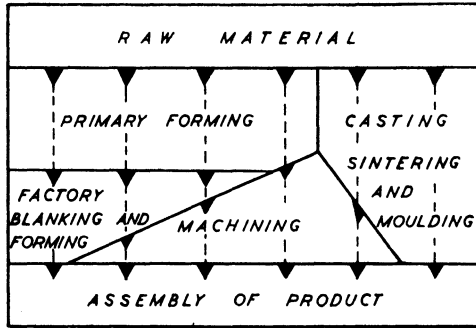 RAW MATERIAL
PRIMARY FORMING
CASTING
SINTERING
AND
MOULDING
FACTORY
BLANKING AND
FORMING
MACHINING
ASSEMBLY OF PRODUCT